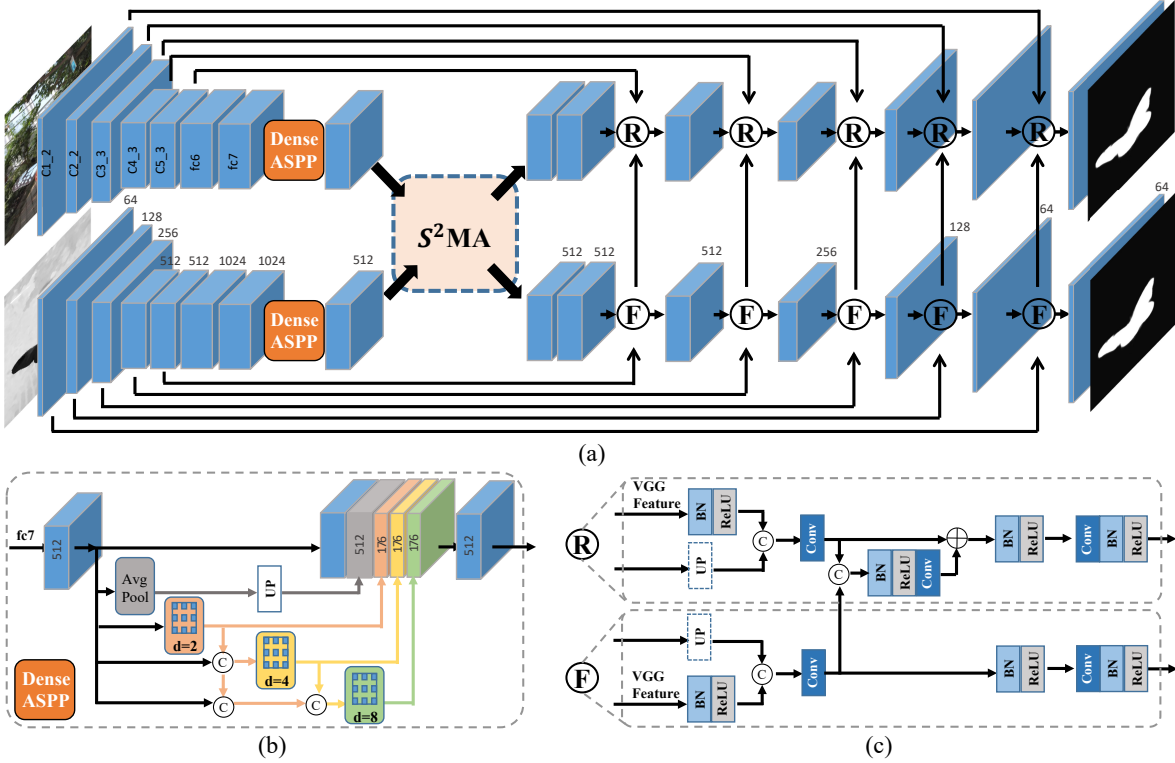 C1_2
C2_2
C3_3
C4_3
C5_3
fc6
fc7
Dense
ASPP
R
R
R
R
R
S²MA
64
128
256
512
512
1024
1024
Dense
ASPP
512
512 512
512
256
128
64
64
F
F
F
F
F
(a)
fc7
512
Avg
Pool
UP
512
176
176
176
512
d=2
C
d=4
C
C
d=8
Dense
ASPP
(b)
R
VGG
Feature
BN
ReLU
UP
C
Conv
C
BN
ReLU
Conv
BN
ReLU
Conv
BN
ReLU
F
UP
VGG
Feature
BN
ReLU
C
Conv
BN
ReLU
Conv
BN
ReLU
(c)